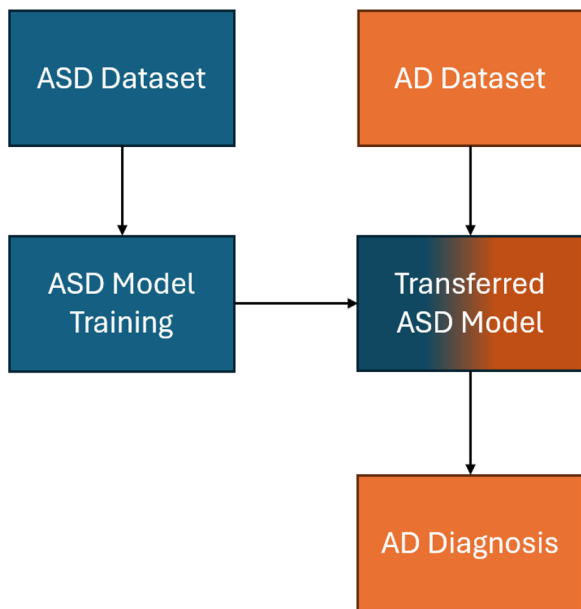 ASD Dataset
AD Dataset
ASD Model
Training
Transferred
ASD Model
AD Diagnosis